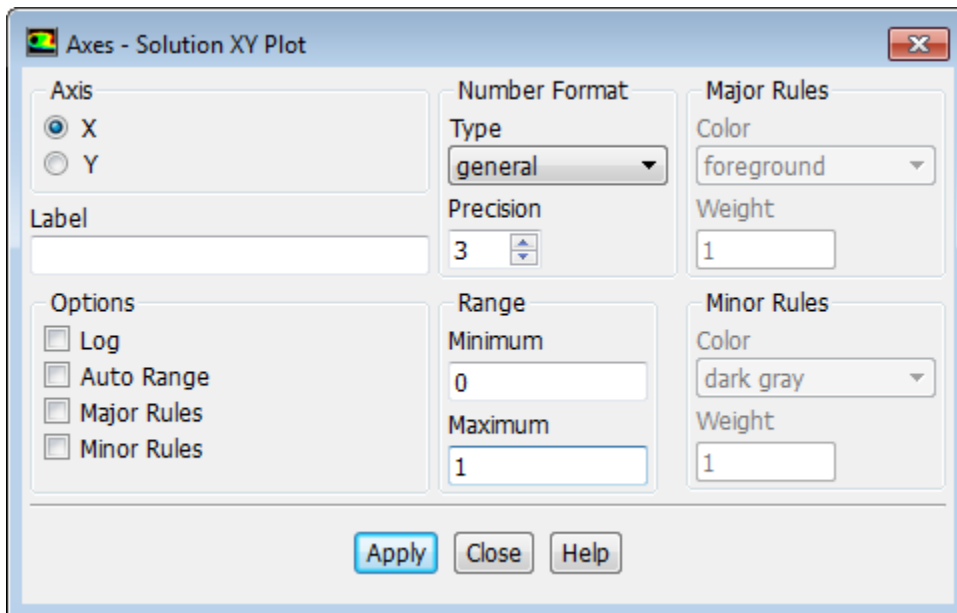 Axes - Solution XY Plot
Axis
X
Y
Label
Number Format
Type
general
Precision
3
Major Rules
Color
foreground
Weight
1
Options
Log
Auto Range
Major Rules
Minor Rules
Range
Minimum
0
Maximum
1
Minor Rules
Color
dark gray
Weight
1
Apply
Close
Help